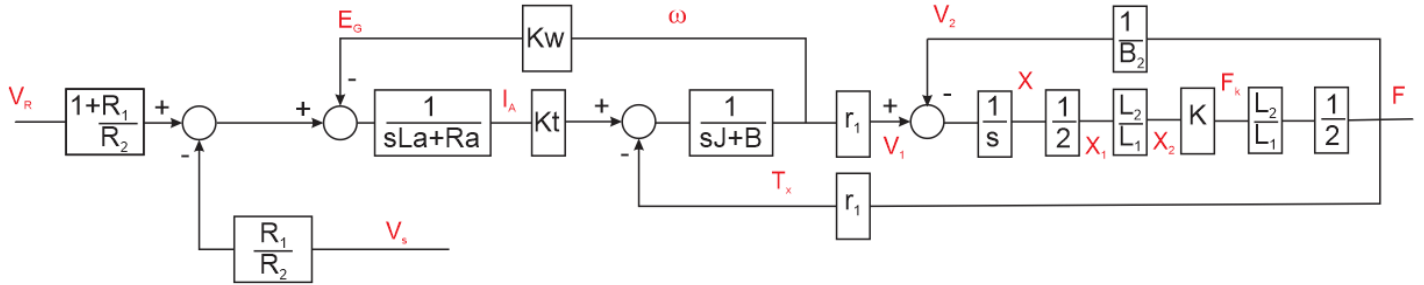 E_G
ω
V₂
Kw
1
B₂
V_R
1+R₁
R₂
+
-
+
-
1
sLa+Ra
I_A
Kt
+
-
1
sJ+B
r₁
+
V₁
-
1
s
X
1
2
X₁
L₂
L₁
X₂
K
F_k
L₂
L₁
1
2
F
Tₓ
r₁
R₁
R₂
V_s